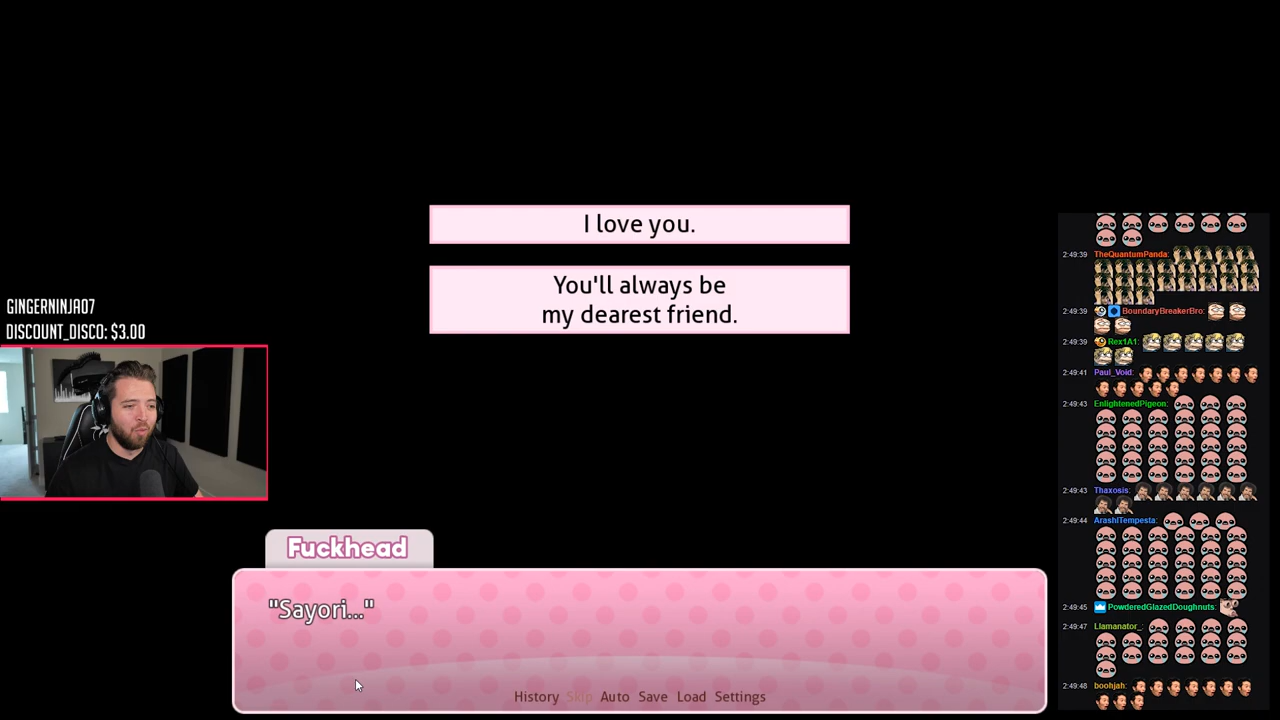 I love you.
You'll always be
my dearest friend.
GINGERNINJA07
DISCOUNT_DISCO: $3.00
Fuckhead
"Sayori..."
History Skip Auto Save Load Settings
2:49:39 TheQuantumPanda:
2:49:39 BoundaryBreakerBro:
2:49:39 Rex1A1:
2:49:41 Paul_Void:
2:49:43 EnlightenedPigeon:
2:49:43 Thaxosis:
2:49:44 ArashiTempesta:
2:49:45 PowderedGlazedDoughnuts:
2:49:47 Llamanator_:
2:49:48 boohjah: